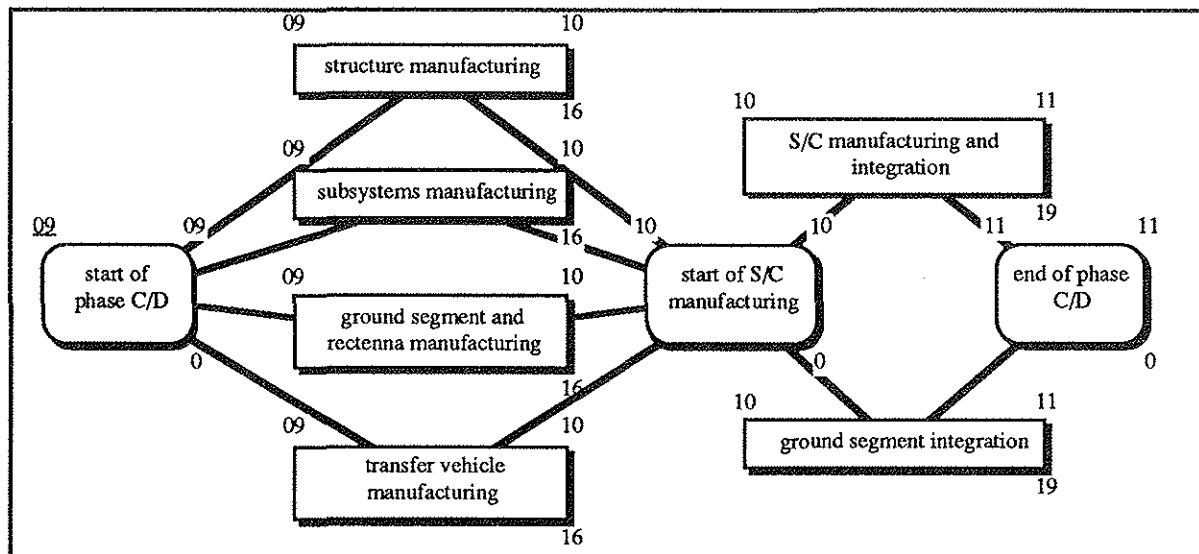 09 10
structure manufacturing
16
09 10
subsystems manufacturing
16
09 09
start of
phase C/D
0
09 10
ground segment and
rectenna manufacturing
16
09 10
transfer vehicle
manufacturing
16
10 10
start of S/C
manufacturing
0
10 11
S/C manufacturing and
integration
19
10 11
ground segment integration
19
11 11
end of phase
C/D
0